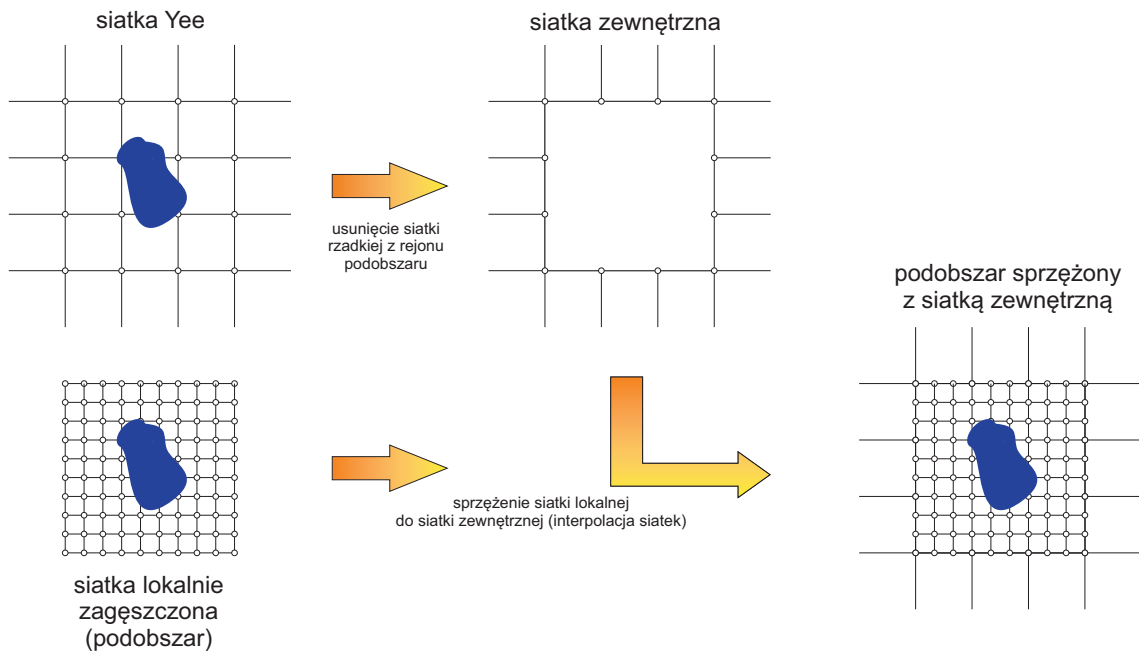 siatka Yee
siatka zewnętrzna
usunięcie siatki
rzadkiej z rejonu
podobszaru
podobszar sprzężony
z siatką zewnętrzną
sprzężenie siatki lokalnej
do siatki zewnętrznej (interpolacja siatek)
siatka lokalnie
zagęszczona
(podobszar)